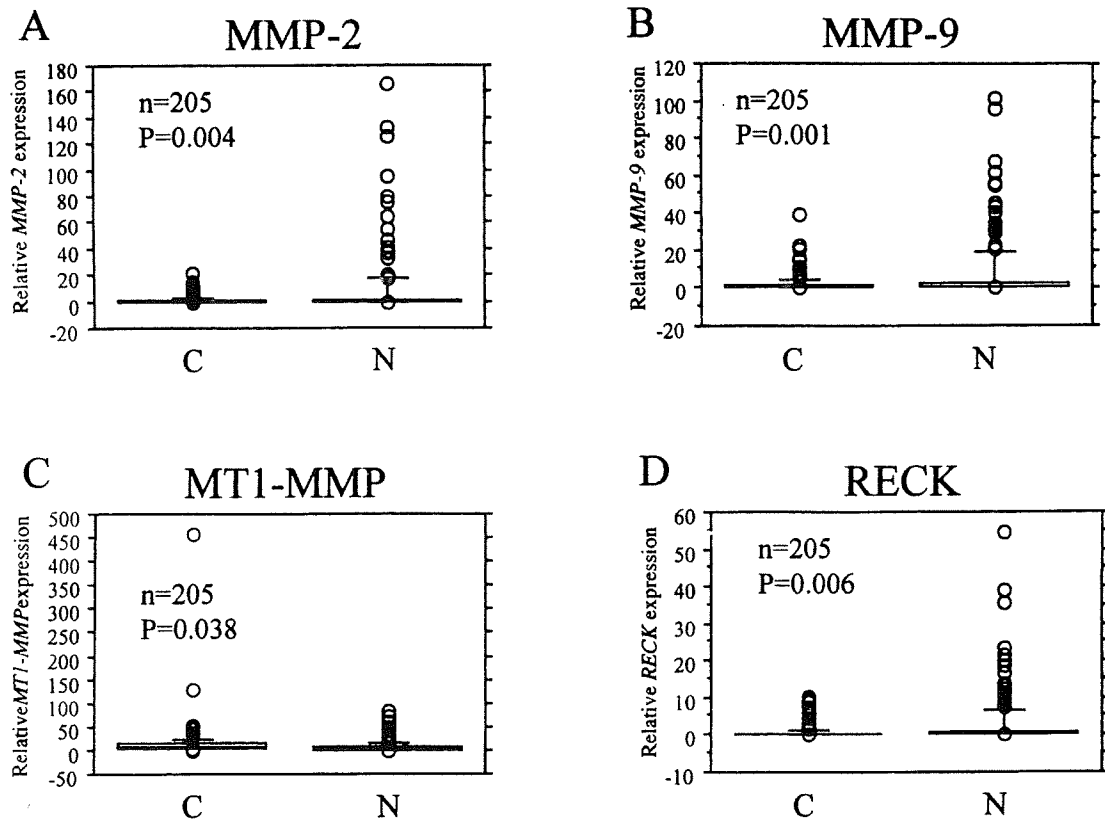 A
MMP-2
Relative MMP-2 expression
180
160
140
120
100
80
60
40
20
0
-20
n=205
P=0.004
C
N
B
MMP-9
Relative MMP-9 expression
120
100
80
60
40
20
0
-20
n=205
P=0.001
C
N
C
MT1-MMP
RelativeMT1-MMPexpression
500
450
400
350
300
250
200
150
100
50
0
-50
n=205
P=0.038
C
N
D
RECK
Relative RECK expression
60
50
40
30
20
10
0
-10
n=205
P=0.006
C
N